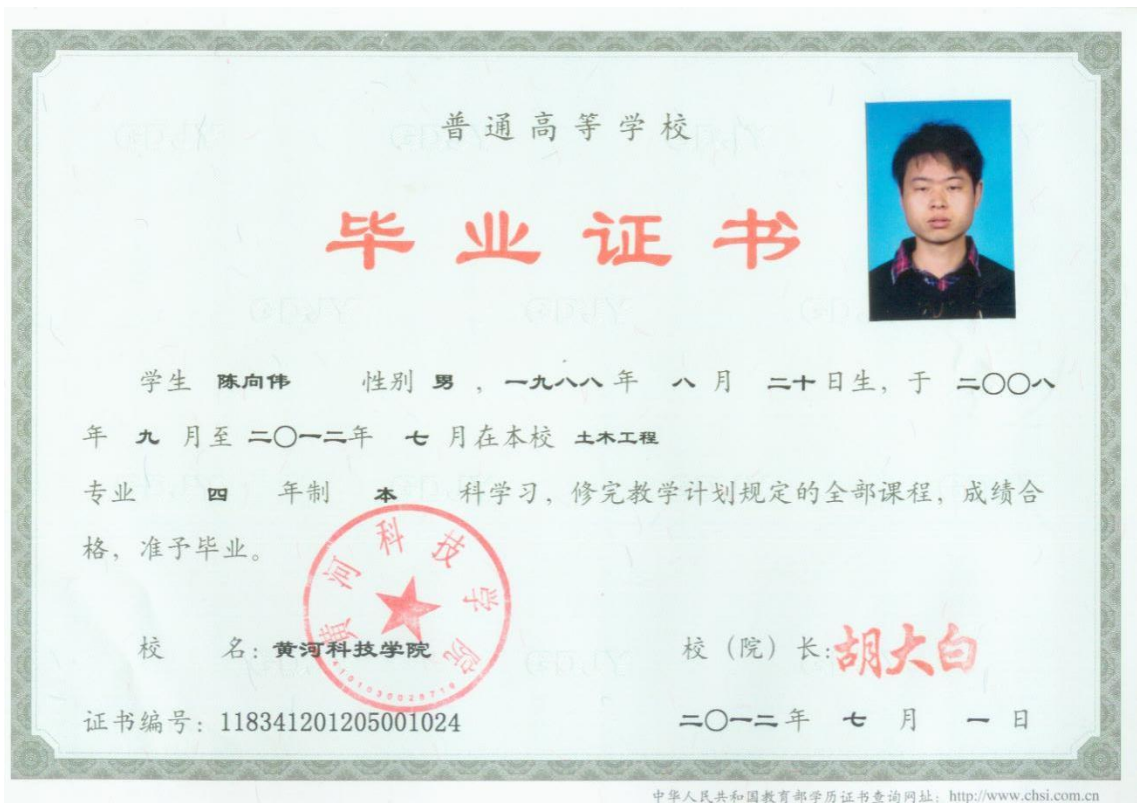 普通高等学校
毕业证书
学生 陈向伟 性别 男 ，一九八八年 八 月 二十日生，于 二〇〇八
年 九 月至 二〇一二年 七 月在本校 土木工程
专业 四 年制 本 科学习，修完教学计划规定的全部课程，成绩合
格，准予毕业。
黄河科技学院
4101030029719
校 名：黄河科技学院
校（院）长：胡大白
证书编号：118341201205001024
二〇一二年 七 月 一 日
中华人民共和国教育部学历证书查询网址：http://www.chsi.com.cn